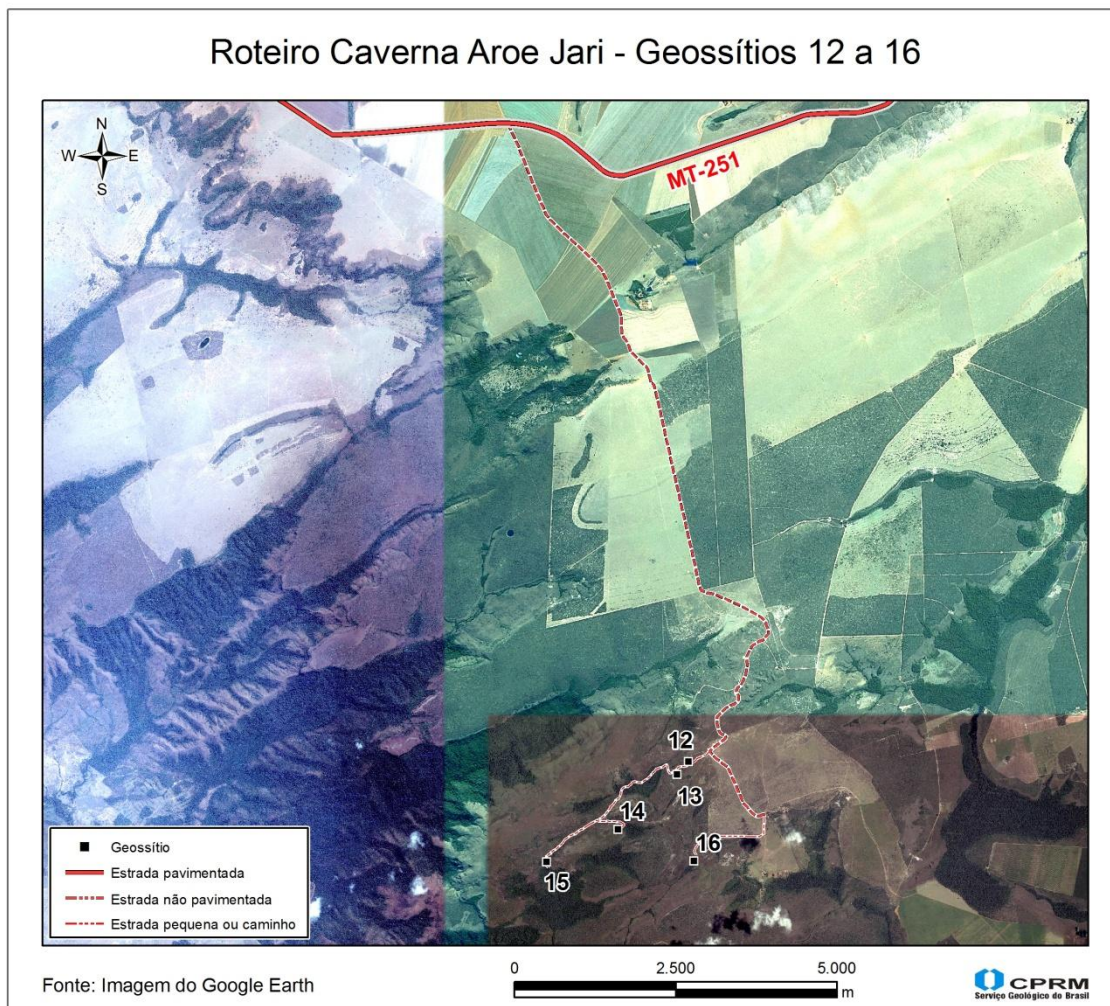 Roteiro Caverna Aroe Jari - Geossítios 12 a 16
N
W E
S
MT-251
12
13
14
16
15
Geossítio
Estrada pavimentada
Estrada não pavimentada
Estrada pequena ou caminho
Fonte: Imagem do Google Earth
0 2.500 5.000
m
CPRM
Serviço Geológico do Brasil